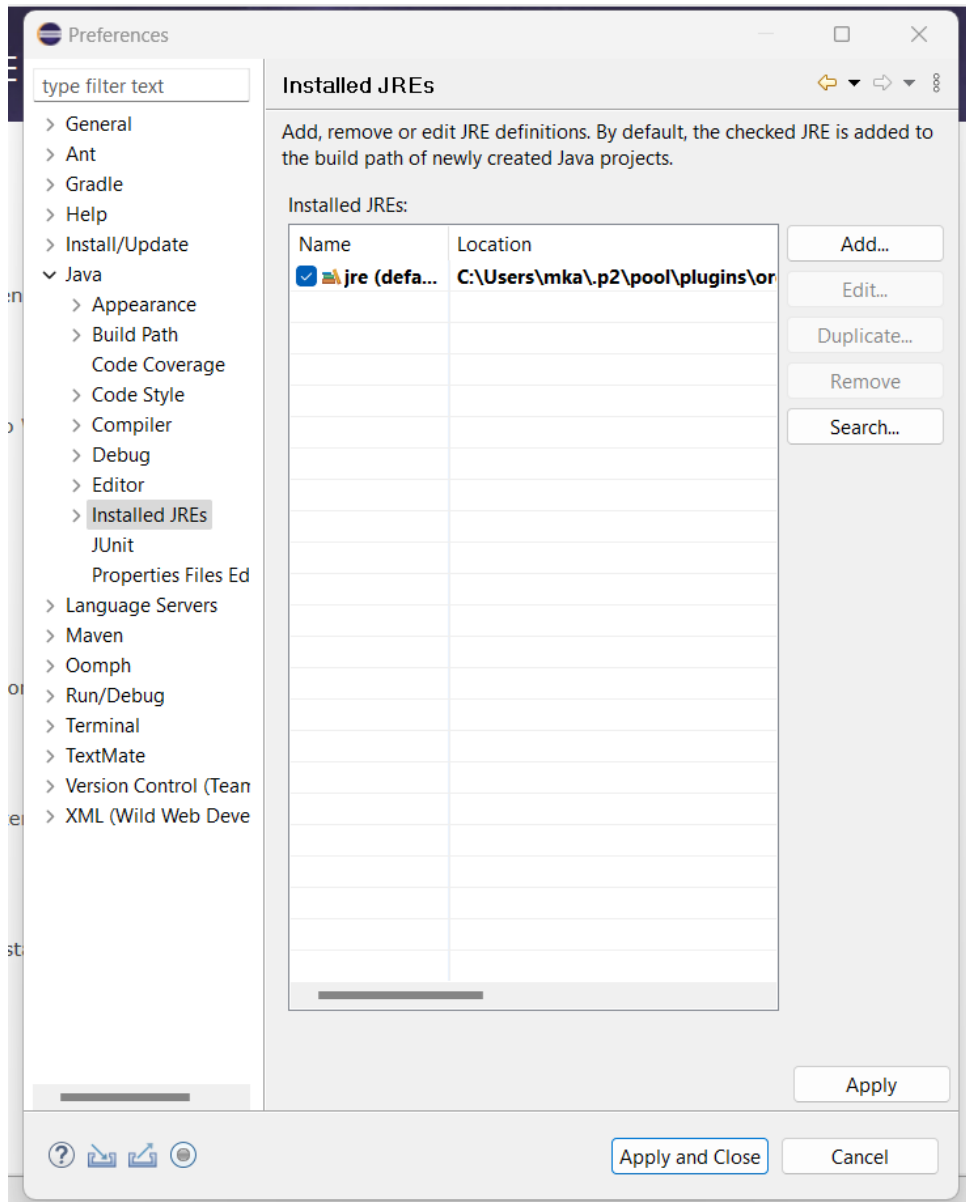 Preferences
type filter text
General
Ant
Gradle
Help
Install/Update
Java
Appearance
Build Path
Code Coverage
Code Style
Compiler
Debug
Editor
Installed JREs
JUnit
Properties Files Ed
Language Servers
Maven
Oomph
Run/Debug
Terminal
TextMate
Version Control (Team
XML (Wild Web Deve
Installed JREs
Add, remove or edit JRE definitions. By default, the checked JRE is added to
the build path of newly created Java projects.
Installed JREs:
Name Location
jre (defa... C:\Users\mka\.p2\pool\plugins\or
Add...
Edit...
Duplicate...
Remove
Search...
Apply
Apply and Close Cancel